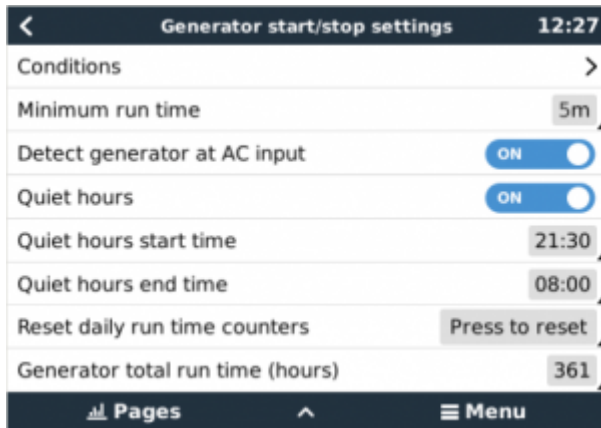 Generator start/stop settings 12:27
Conditions
Minimum run time 5m
Detect generator at AC input ON
Quiet hours ON
Quiet hours start time 21:30
Quiet hours end time 08:00
Reset daily run time counters Press to reset
Generator total run time (hours) 361
Pages Menu